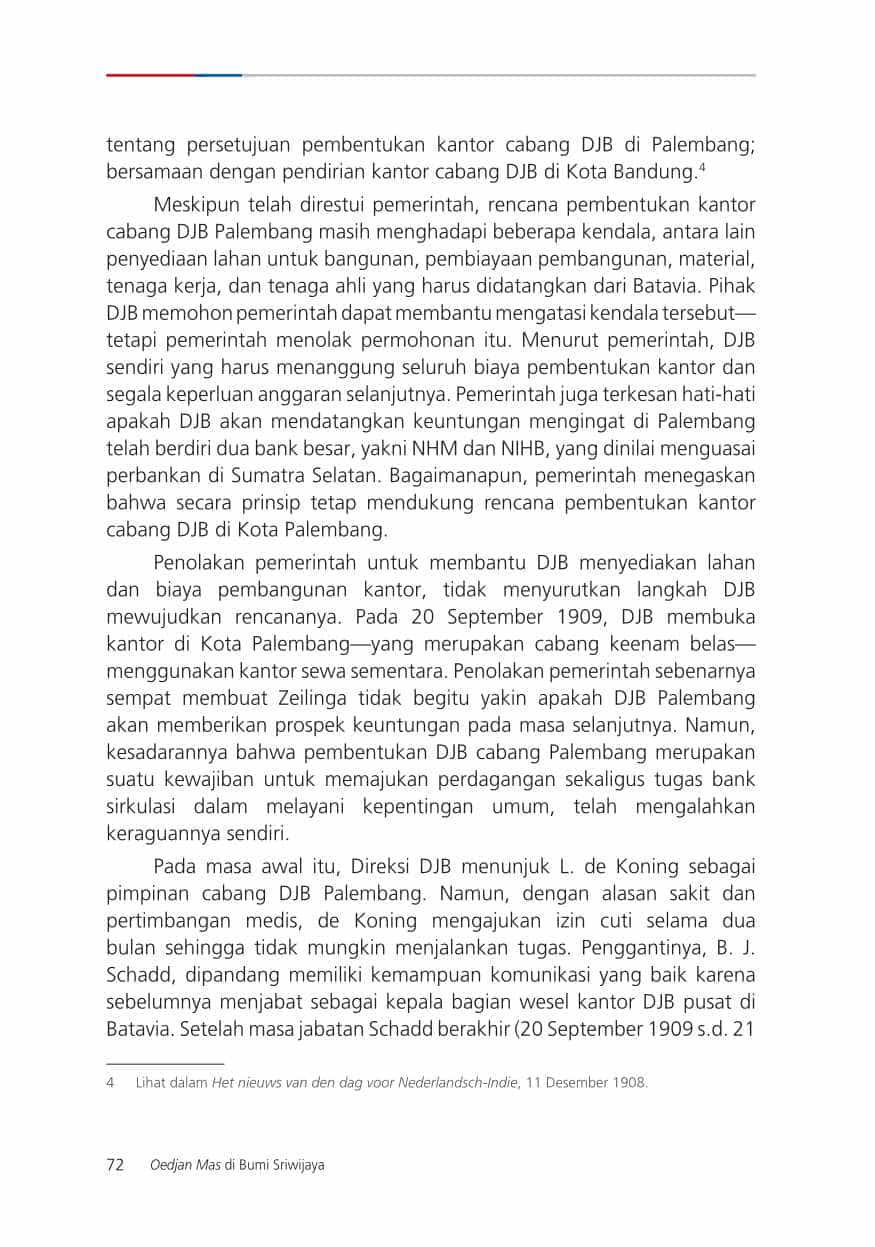 tentang persetujuan pembentukan kantor cabang DJB di Palembang;
bersamaan dengan pendirian kantor cabang DJB di Kota Bandung.4
Meskipun telah direstui pemerintah, rencana pembentukan kantor
cabang DJB Palembang masih menghadapi beberapa kendala, antara lain
penyediaan lahan untuk bangunan, pembiayaan pembangunan, material,
tenaga kerja, dan tenaga ahli yang harus didatangkan dari Batavia. Pihak
DJB memohon pemerintah dapat membantu mengatasi kendala tersebut—
tetapi pemerintah menolak permohonan itu. Menurut pemerintah, DJB
sendiri yang harus menanggung seluruh biaya pembentukan kantor dan
segala keperluan anggaran selanjutnya. Pemerintah juga terkesan hati-hati
apakah DJB akan mendatangkan keuntungan mengingat di Palembang
telah berdiri dua bank besar, yakni NHM dan NIHB, yang dinilai menguasai
perbankan di Sumatra Selatan. Bagaimanapun, pemerintah menegaskan
bahwa secara prinsip tetap mendukung rencana pembentukan kantor
cabang DJB di Kota Palembang.
Penolakan pemerintah untuk membantu DJB menyediakan lahan
dan biaya pembangunan kantor, tidak menyurutkan langkah DJB
mewujudkan rencananya. Pada 20 September 1909, DJB membuka
kantor di Kota Palembang—yang merupakan cabang keenam belas—
menggunakan kantor sewa sementara. Penolakan pemerintah sebenarnya
sempat membuat Zeilinga tidak begitu yakin apakah DJB Palembang
akan memberikan prospek keuntungan pada masa selanjutnya. Namun,
kesadarannya bahwa pembentukan DJB cabang Palembang merupakan
suatu kewajiban untuk memajukan perdagangan sekaligus tugas bank
sirkulasi dalam melayani kepentingan umum, telah mengalahkan
keraguannya sendiri.
Pada masa awal itu, Direksi DJB menunjuk L. de Koning sebagai
pimpinan cabang DJB Palembang. Namun, dengan alasan sakit dan
pertimbangan medis, de Koning mengajukan izin cuti selama dua
bulan sehingga tidak mungkin menjalankan tugas. Penggantinya, B. J.
Schadd, dipandang memiliki kemampuan komunikasi yang baik karena
sebelumnya menjabat sebagai kepala bagian wesel kantor DJB pusat di
Batavia. Setelah masa jabatan Schadd berakhir (20 September 1909 s.d. 21
4 Lihat dalam Het nieuws van den dag voor Nederlandsch-Indie, 11 Desember 1908.
72 Oedjan Mas di Bumi Sriwijaya